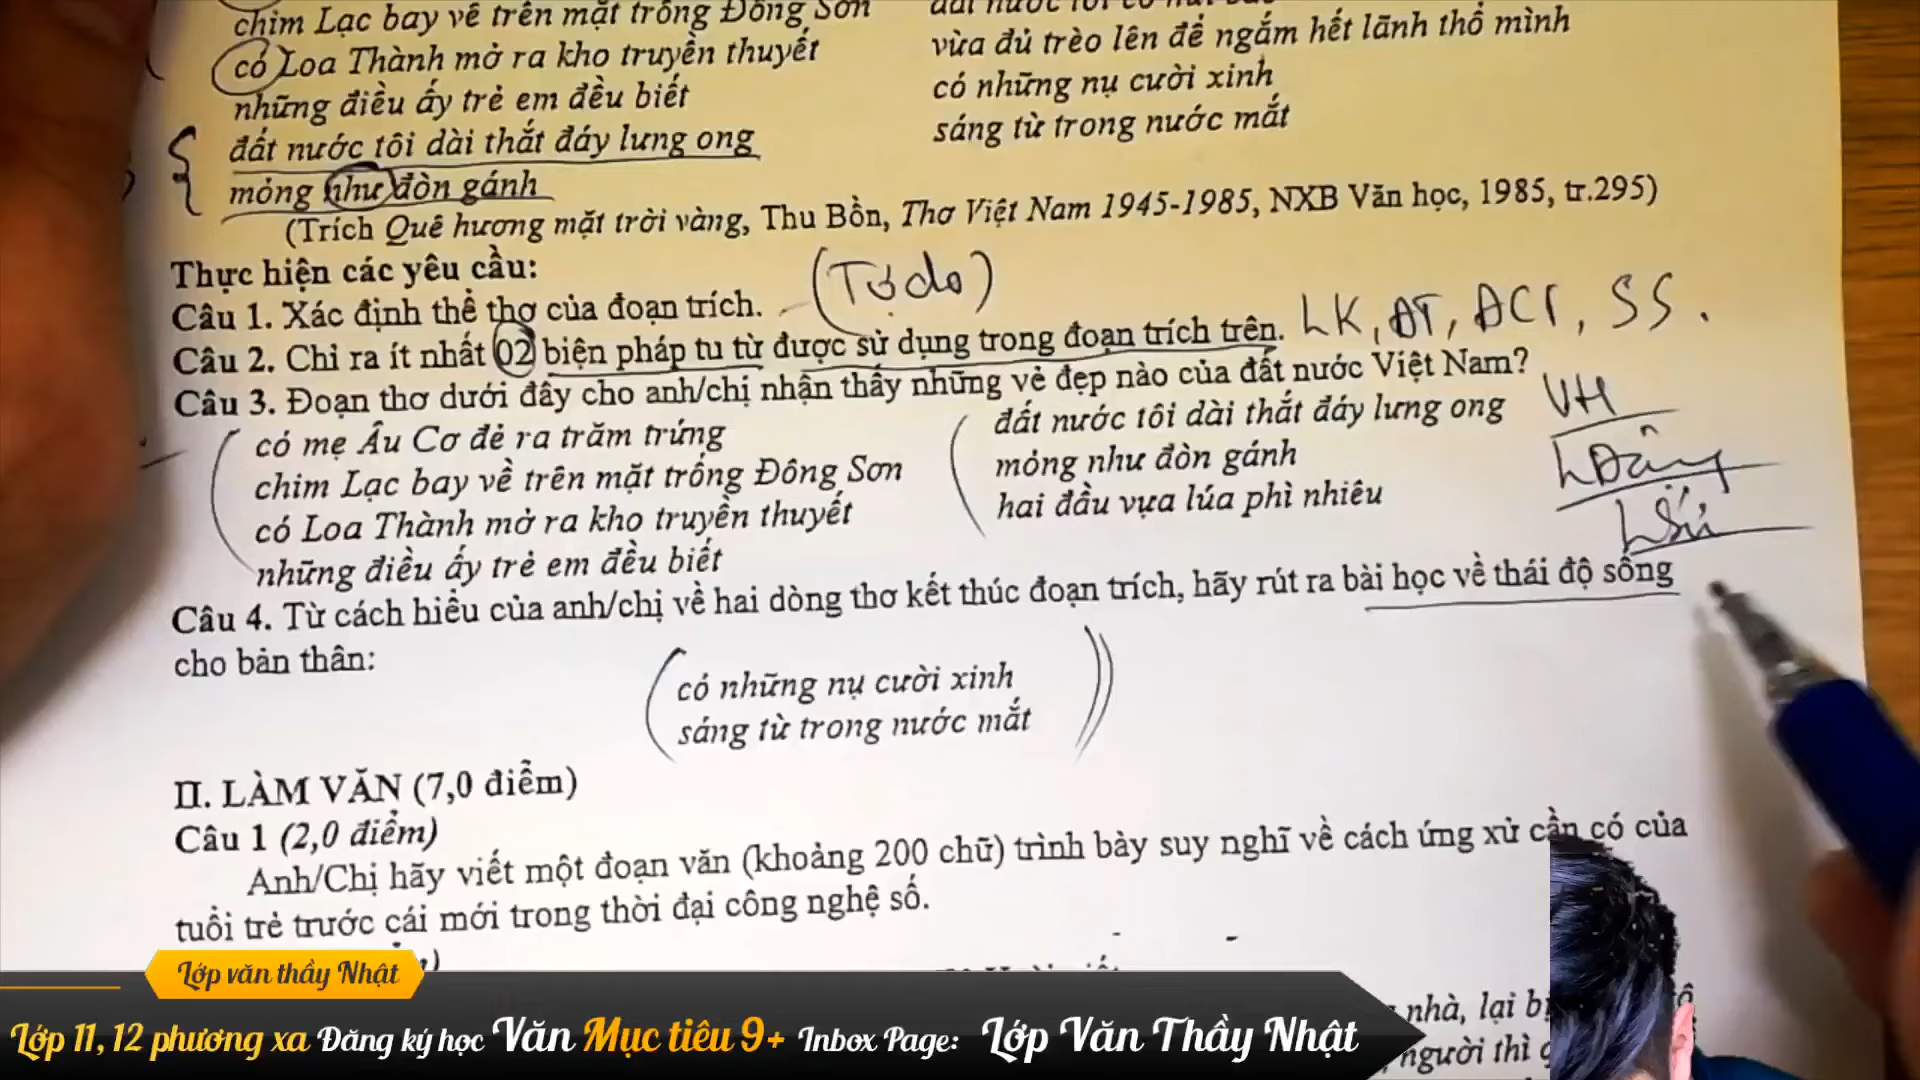 chim Lạc bay về trên mặt trống Đông Sơn
có Loa Thành mở ra kho truyền thuyết
những điều ấy trẻ em đều biết
đất nước tôi dài thắt đáy lưng ong
mỏng như đòn gánh
vừa đủ trèo lên để ngắm hết lãnh thổ mình
có những nụ cười xinh
sáng từ trong nước mắt
(Trích Quê hương mặt trời vàng, Thu Bồn, Thơ Việt Nam 1945-1985, NXB Văn học, 1985, tr.295)
Thực hiện các yêu cầu:
Câu 1. Xác định thể thơ của đoạn trích. (Tự do)
Câu 2. Chỉ ra ít nhất 02 biện pháp tu từ được sử dụng trong đoạn trích trên. LK, ĐT, ĐCT, SS.
Câu 3. Đoạn thơ dưới đây cho anh/chị nhận thấy những vẻ đẹp nào của đất nước Việt Nam?
có mẹ Âu Cơ đẻ ra trăm trứng
chim Lạc bay về trên mặt trống Đông Sơn
có Loa Thành mở ra kho truyền thuyết
những điều ấy trẻ em đều biết
đất nước tôi dài thắt đáy lưng ong
mỏng như đòn gánh
hai đầu vựa lúa phì nhiêu
VH
Câu 4. Từ cách hiểu của anh/chị về hai dòng thơ kết thúc đoạn trích, hãy rút ra bài học về thái độ sống
cho bản thân:
có những nụ cười xinh
sáng từ trong nước mắt
II. LÀM VĂN (7,0 điểm)
Câu 1 (2,0 điểm)
Anh/Chị hãy viết một đoạn văn (khoảng 200 chữ) trình bày suy nghĩ về cách ứng xử cần có của
tuổi trẻ trước cái mới trong thời đại công nghệ số.
nhà, lại
người thì
Lớp văn thầy Nhật
Lớp 11, 12 phương xa Đăng ký học Văn Mục tiêu 9+ Inbox Page: Lớp Văn Thầy Nhật